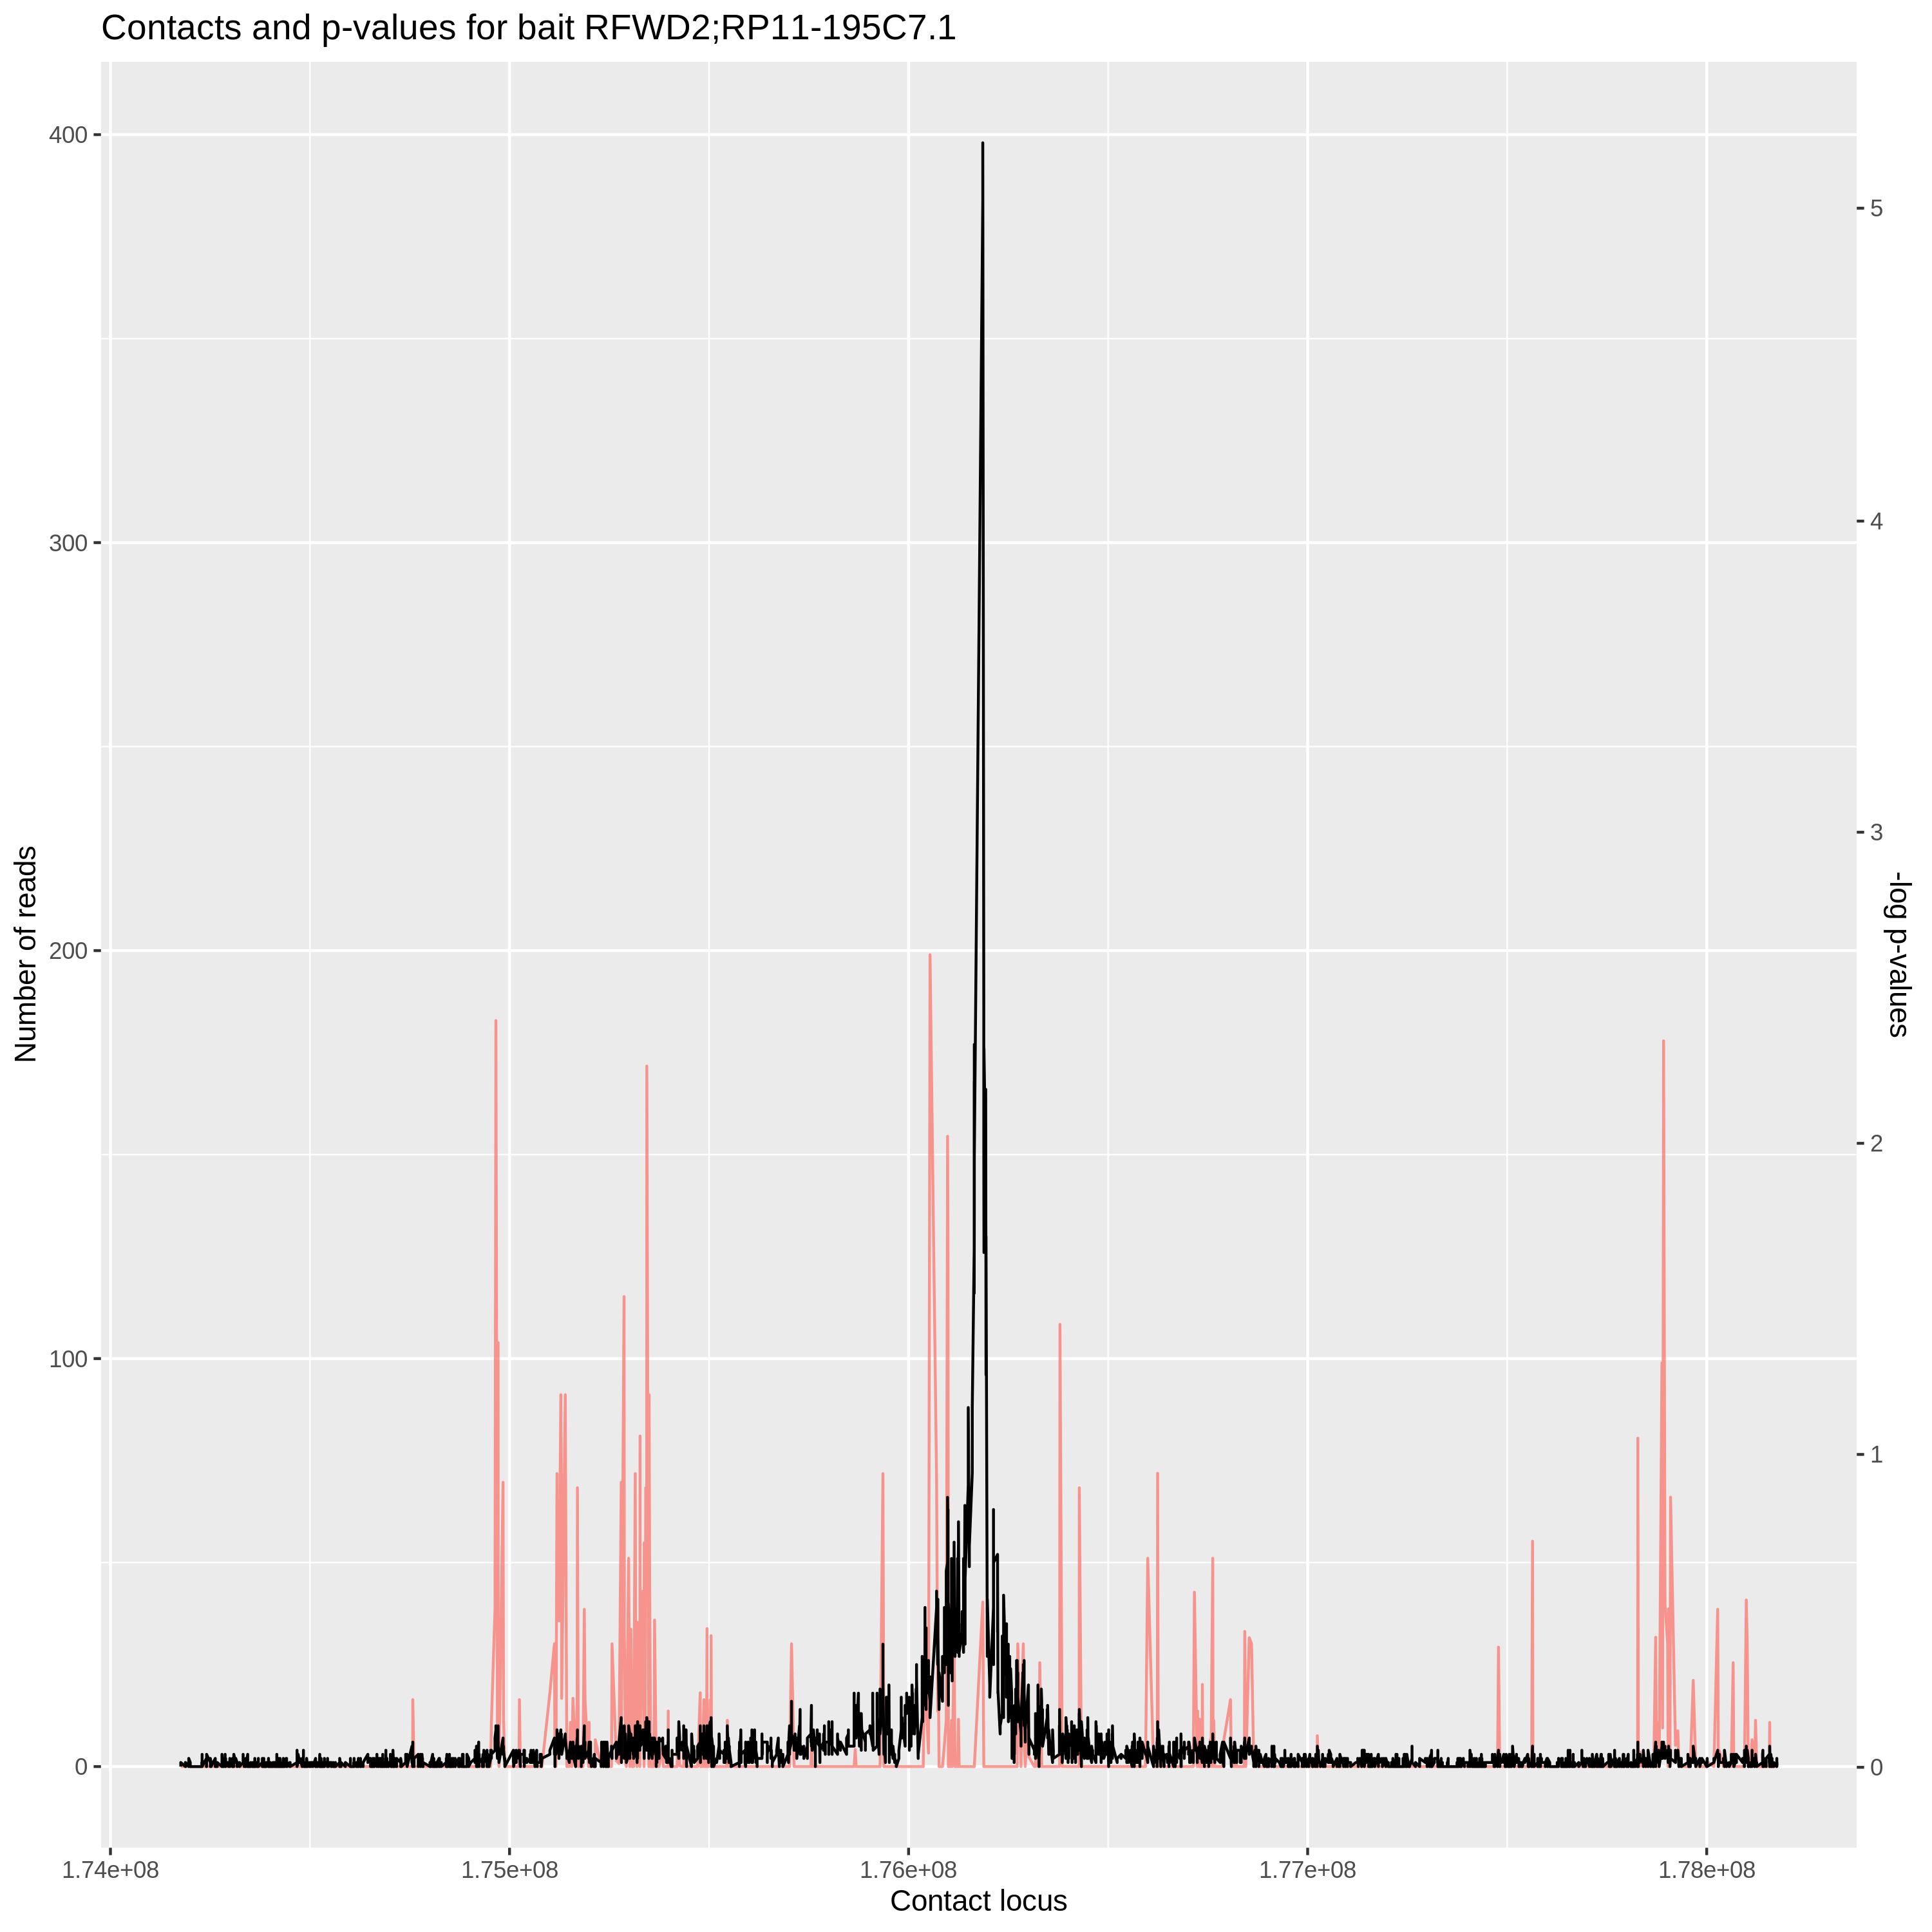 Contacts and p-values for bait RFWD2;RP11-195C7.1
400
300
200
100
0
Number of reads
5
4
3
2
1
0
-log p-values
1.74e+08
1.75e+08
1.76e+08
1.77e+08
1.78e+08
Contact locus